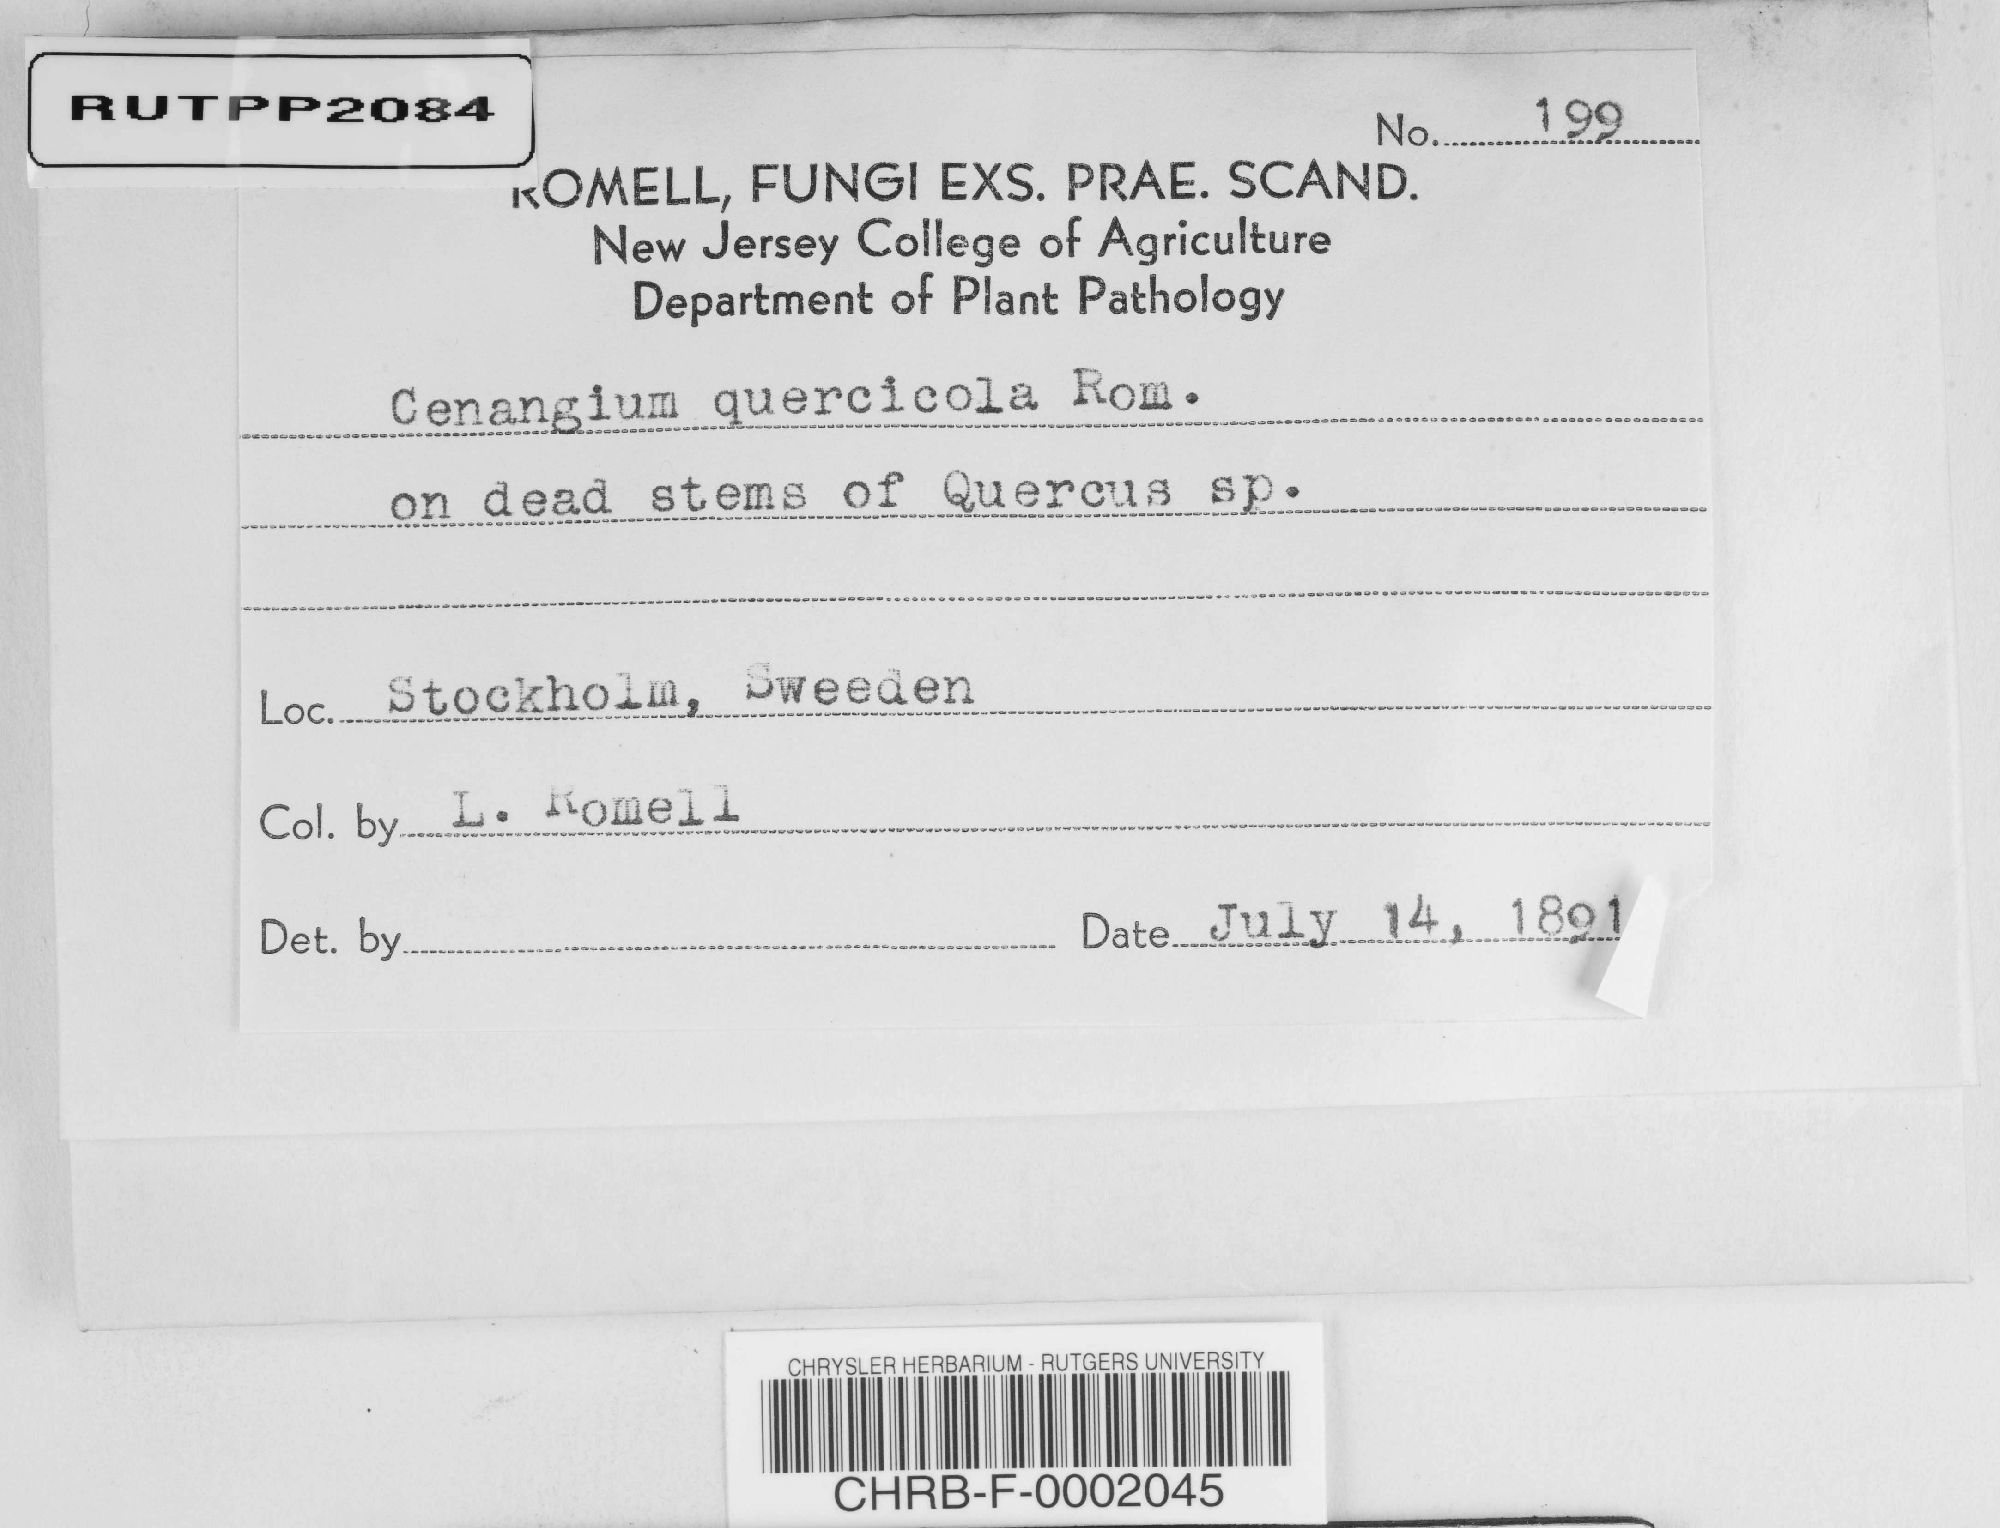 RUTPP2084
No. 199
ROMELL, FUNGI EXS. PRAE. SCAND.
New Jersey College of Agriculture
Department of Plant Pathology
Cenangium quercicola Rom.
on dead stems of Quercus sp.
Loc. Stockholm, Sweeden
Col. by L. Romell
Det. by Date July 14, 1891
CHRYSLER HERBARIUM - RUTGERS UNIVERSITY
CHRB-F-0002045